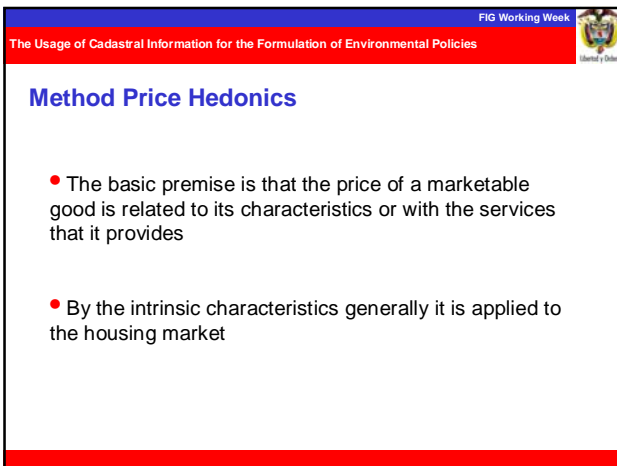 FIG Working Week
The Usage of Cadastral Information for the Formulation of Environmental Policies
Libertad y Orden
Method Price Hedonics
• The basic premise is that the price of a marketable
good is related to its characteristics or with the services
that it provides
• By the intrinsic characteristics generally it is applied to
the housing market